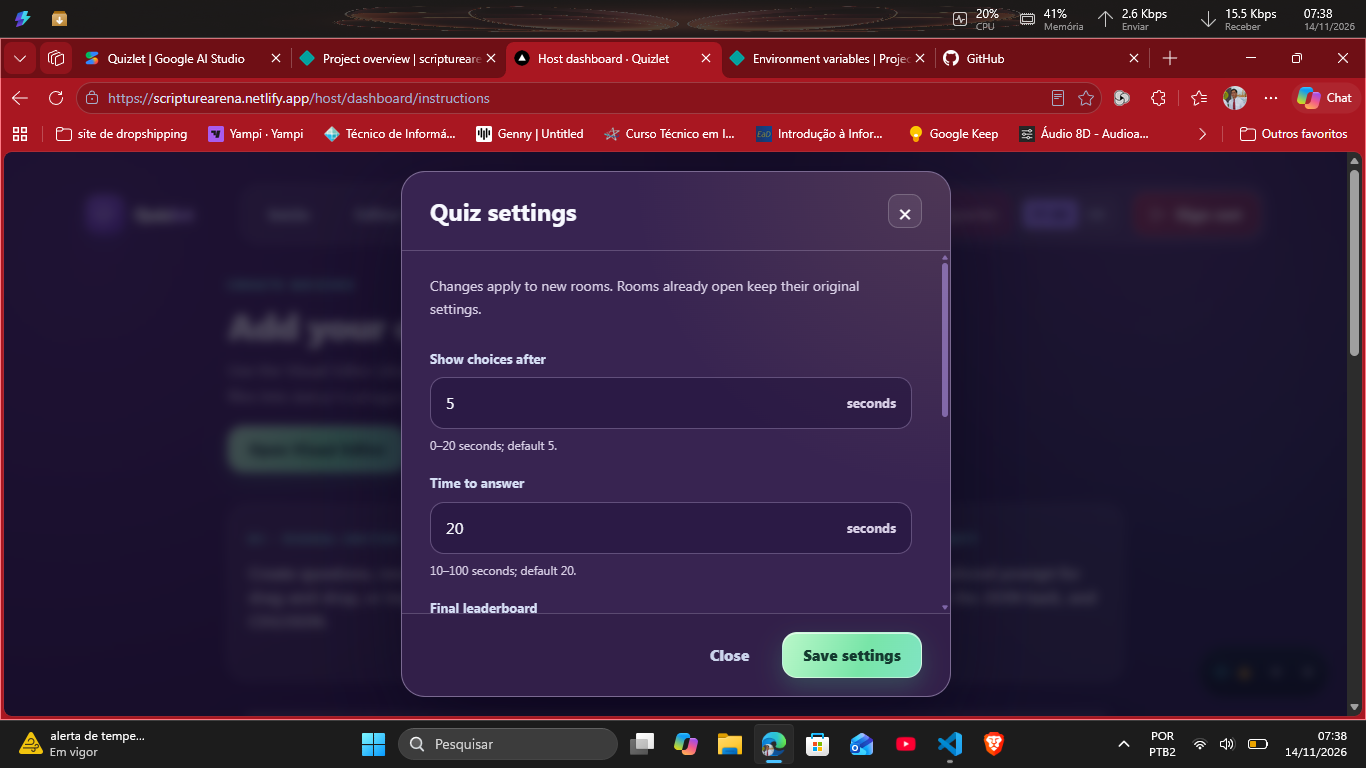 20%
CPU
41%
Memória
2.6 Kbps
Enviar
15.5 Kbps
Receber
07:38
14/11/2026
Quizlet | Google AI Studio
Project overview | scripturear
Host dashboard · Quizlet
Environment variables | Projec
GitHub
https://scripturearena.netlify.app/host/dashboard/instructions
Chat
site de dropshipping
Yampi · Yampi
Técnico de Informá...
Genny | Untitled
Curso Técnico em I...
EaD
Introdução à Infor...
Google Keep
Áudio 8D - Audioa...
Outros favoritos
Quiz settings
Changes apply to new rooms. Rooms already open keep their original
settings.
Show choices after
5
seconds
0–20 seconds; default 5.
Time to answer
20
seconds
10–100 seconds; default 20.
Final leaderboard
Close
Save settings
Add your
alerta de tempe...
Em vigor
Pesquisar
POR
PTB2
07:38
14/11/2026